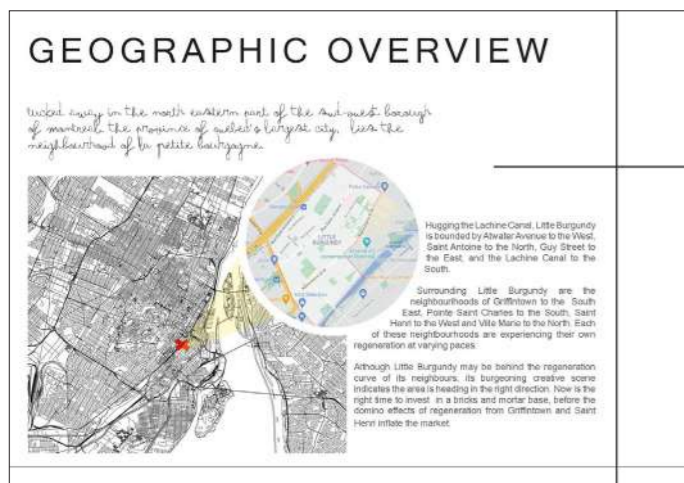 GEOGRAPHIC OVERVIEW
tucked away in the north eastern part of the sud-ouest borough
of montreal, the province of quebec's largest city, lies the
neighbourhood of la petite bourgogne
LITTLE
BURGUNDY
Hugging the Lachine Canal, Little Burgundy
is bounded by Atwater Avenue to the West,
Saint Antoine to the North, Guy Street to
the East, and the Lachine Canal to the
South.
Surrounding Little Burgundy are the
neighbourhoods of Griffintown to the South
East, Pointe Saint Charles to the South, Saint
Henri to the West and Ville Marie to the North. Each
of these neighbourhoods are experiencing their own
regeneration at varying paces.
Although Little Burgundy may be behind the regeneration
curve of its neighbours, its burgeoning creative scene
indicates the area is heading in the right direction. Now is the
right time to invest in a bricks and mortar base, before the
domino effects of regeneration from Griffintown and Saint
Henri inflate the market.